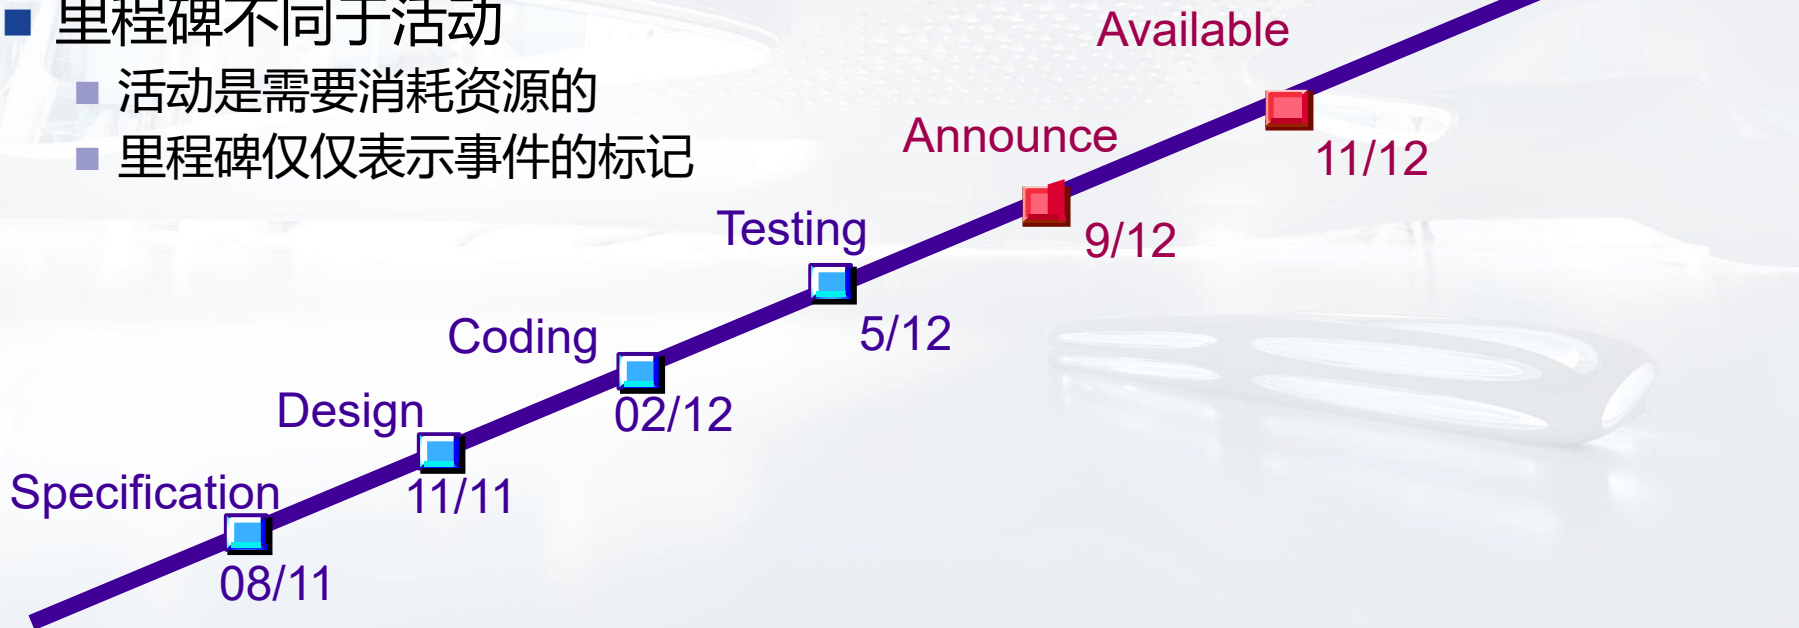 里程碑不同于活动
活动是需要消耗资源的
里程碑仅仅表示事件的标记
Available
11/12
Announce
9/12
Testing
5/12
Coding
02/12
Design
11/11
Specification
08/11